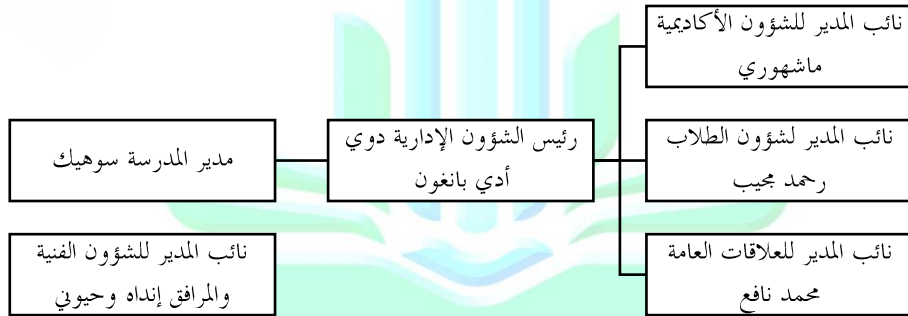 نائب المدير للشؤون الأكاديمية
ماشهوري
نائب المدير لشؤون الطلاب
رحمد مجيب
رئيس الشؤون الإدارية دوي
أدي بانغون
مدير المدرسة سوهيك
نائب المدير للعلاقات العامة
محمد نافع
نائب المدير للشؤون الفنية
والمرافق إنداه وحيوني